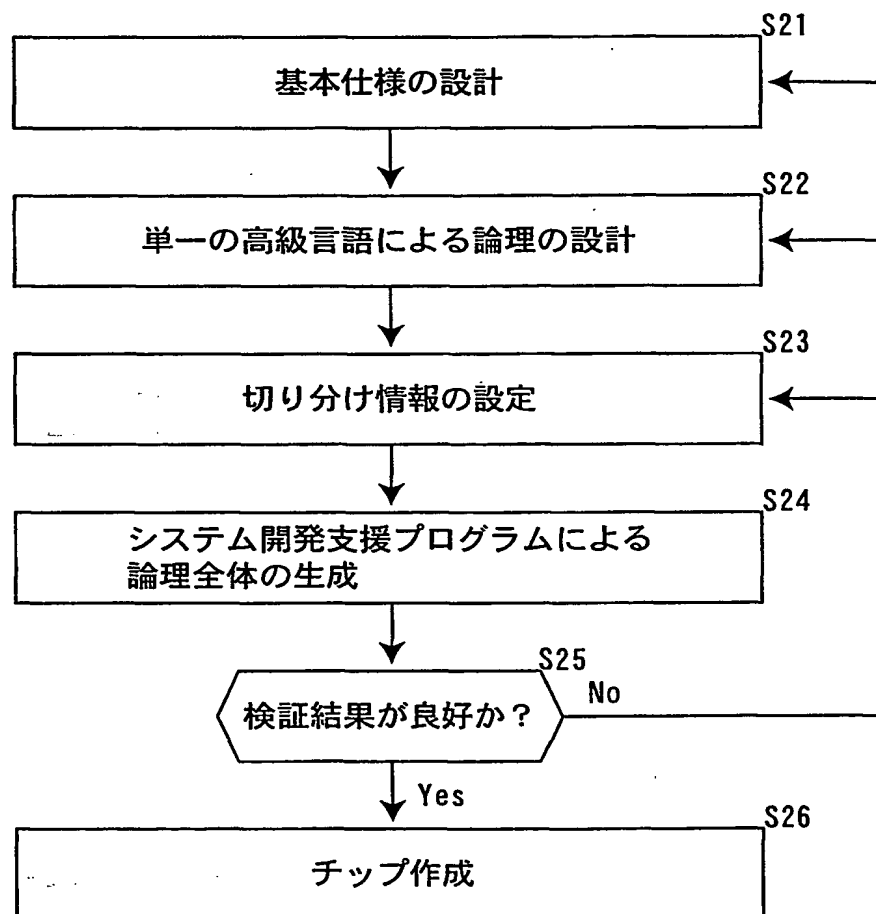 S21
基本仕様の設計
S22
単一の高級言語による論理の設計
S23
切り分け情報の設定
S24
システム開発支援プログラムによる
論理全体の生成
S25
検証結果が良好か？
No
Yes
S26
チップ作成